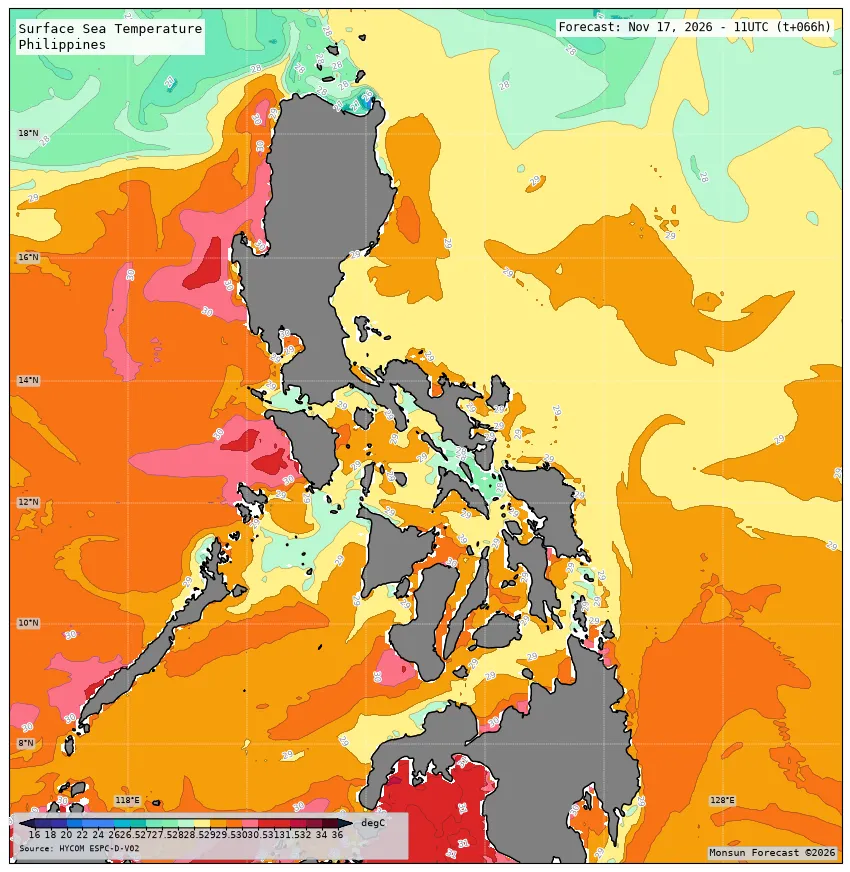 Surface Sea Temperature
Philippines
Forecast: Nov 17, 2026 - 11UTC (t+066h)
18°N
16°N
14°N
12°N
10°N
8°N
118°E
128°E
16 18 20 22 24 26 26.5 27 27.5 28 28.5 29 29.5 30 30.5 31 31.5 32 34 36
degC
Source: HYCOM ESPC-D-V02
Monsun Forecast ©2026